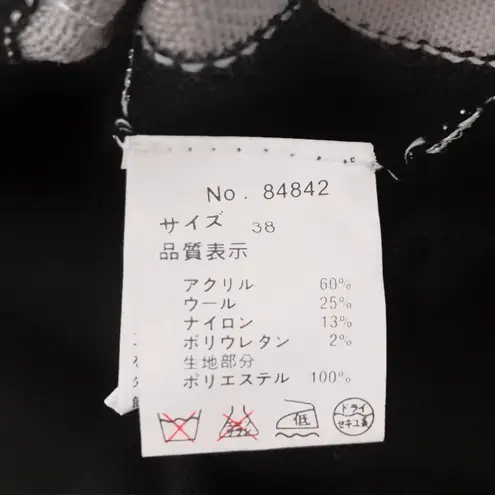 No. 84842
サイズ 38
品質表示
アクリル 60%
ウール 25%
ナイロン 13%
ポリウレタン 2%
生地部分
ポリエステル 100%
低
ドライ
セキユ系